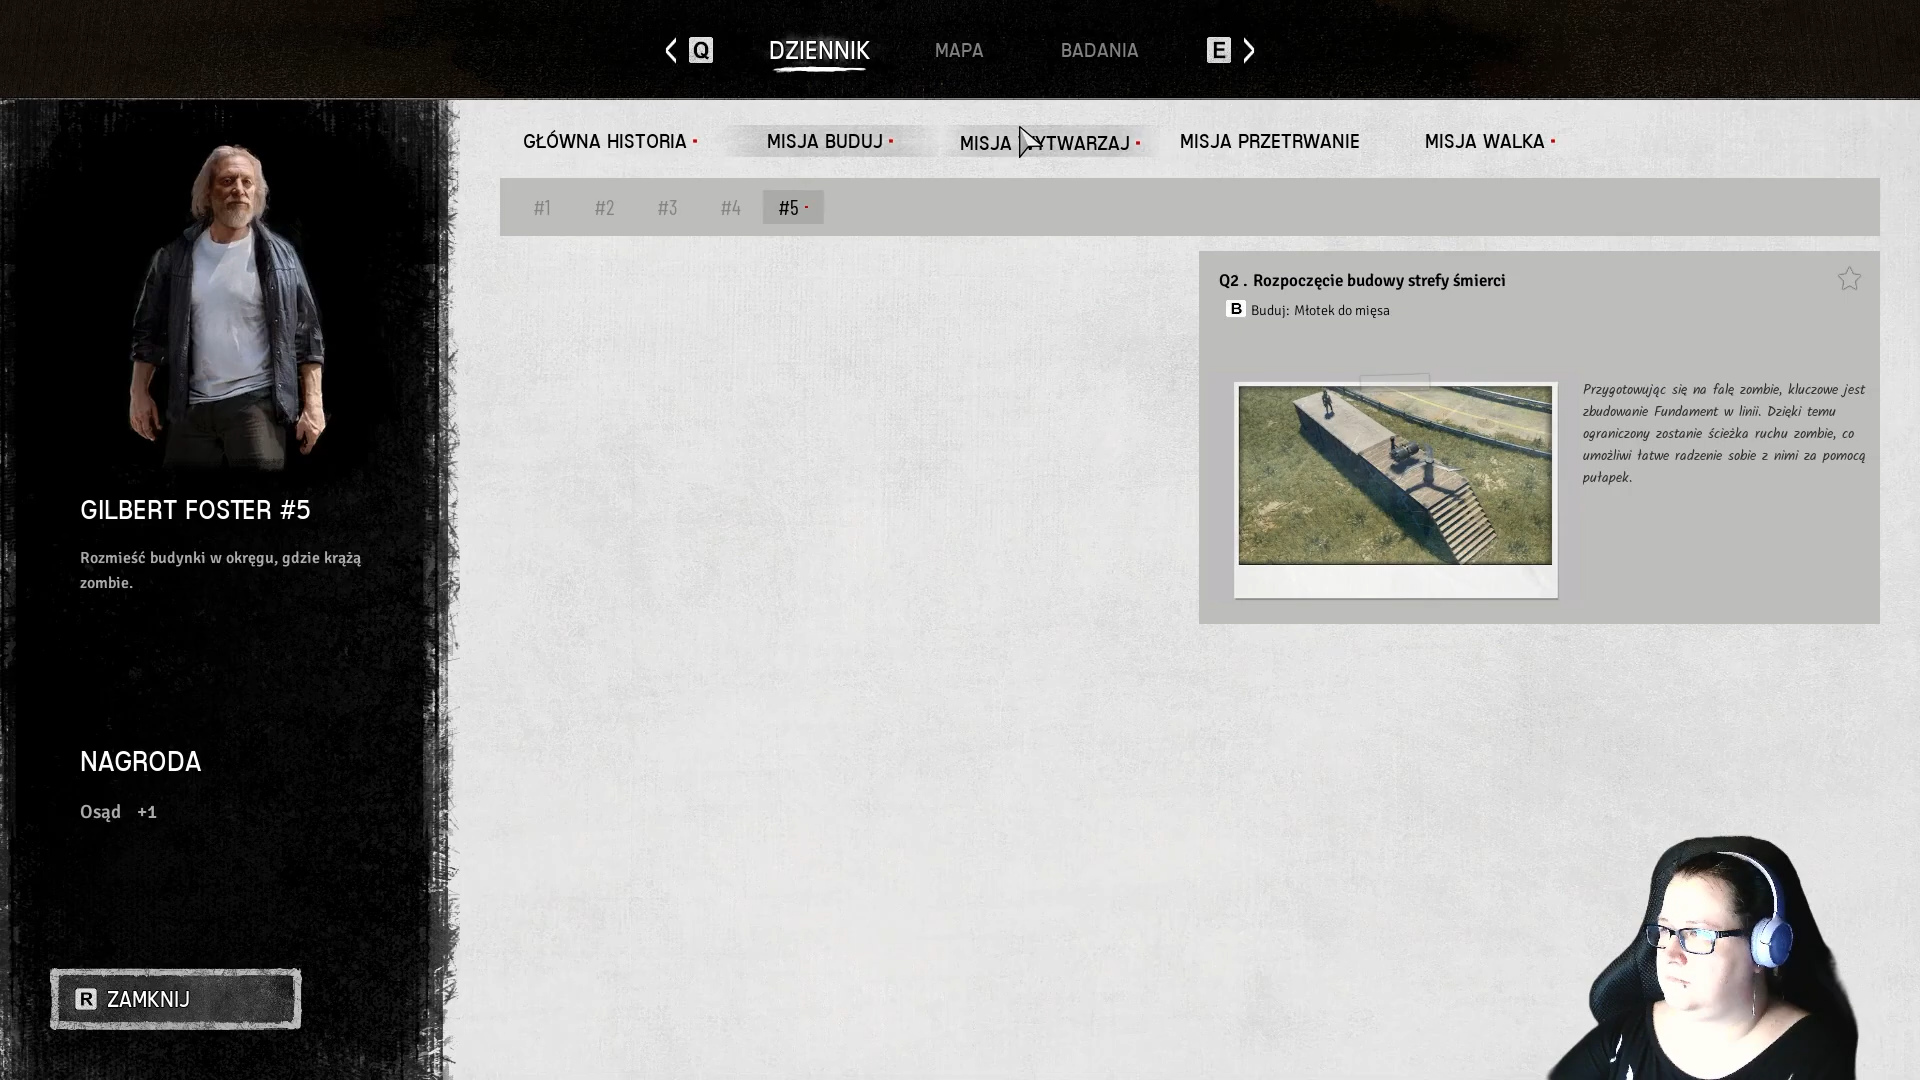 Q DZIENNIK MAPA BADANIA E
GŁÓWNA HISTORIA MISJA BUDUJ MISJA WYTWARZAJ MISJA PRZETRWANIE MISJA WALKA
#1 #2 #3 #4 #5
Q2 . Rozpoczęcie budowy strefy śmierci
B Buduj: Młotek do mięsa
Przygotowując się na falę zombie, kluczowe jest
zbudowanie Fundament w linii. Dzięki temu
ograniczony zostanie ścieżka ruchu zombie, co
umożliwi łatwe radzenie sobie z nimi za pomocą
pułapek.
GILBERT FOSTER #5
Rozmieść budynki w okręgu, gdzie krążą
zombie.
NAGRODA
Osąd +1
R ZAMKNIJ